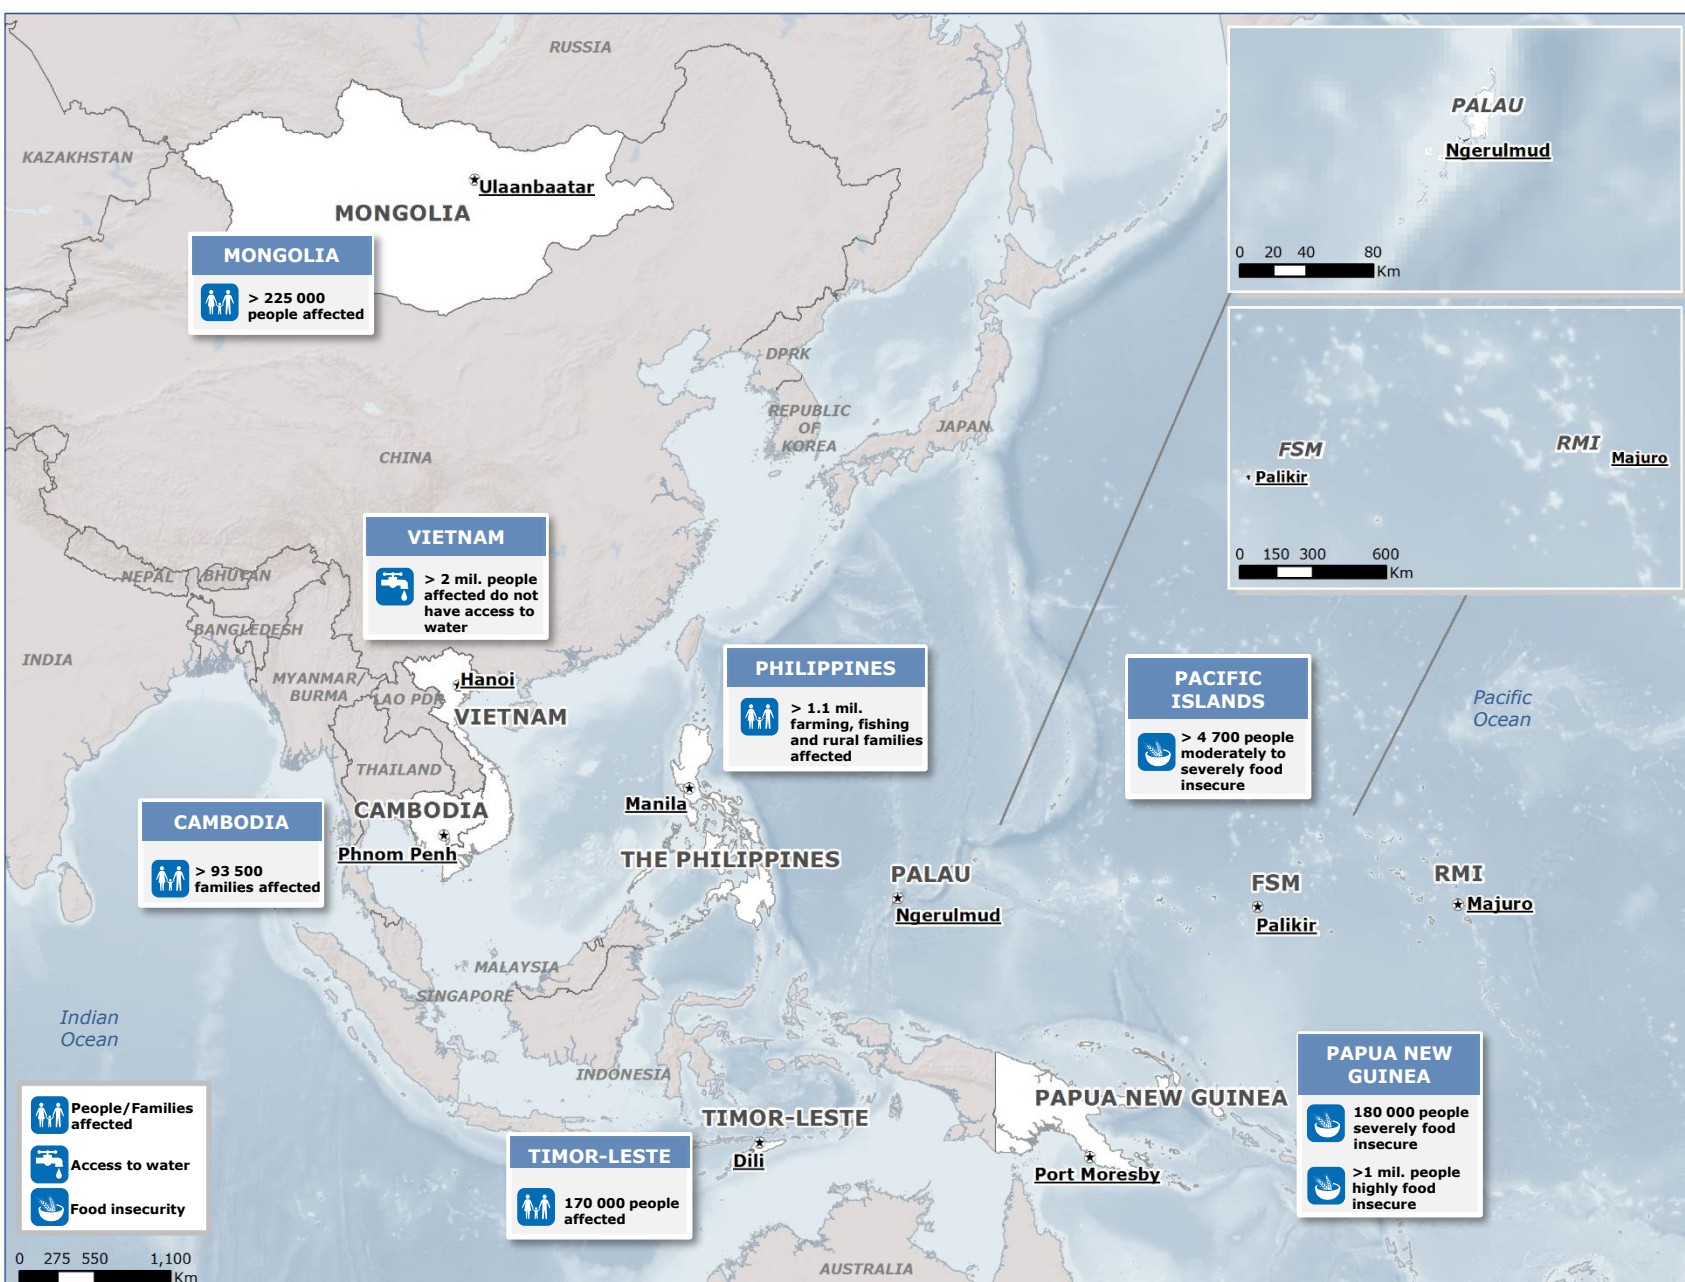 RUSSIA
KAZAKHSTAN
Ulaanbaatar
MONGOLIA
MONGOLIA
> 225 000
people affected
DPRK
REPUBLIC
OF
KOREA
JAPAN
CHINA
PALAU
Ngerulmud
0 20 40 80
Km
FSM
Palikir
RMI
Majuro
0 150 300 600
Km
VIETNAM
> 2 mil. people
affected do not
have access to
water
NEPAL
BHUTAN
BANGLEDESH
INDIA
MYANMAR/
BURMA
LAO PDR
Hanoi
VIETNAM
THAILAND
CAMBODIA
Phnom Penh
CAMBODIA
> 93 500
families affected
PHILIPPINES
> 1.1 mil.
farming, fishing
and rural families
affected
Manila
THE PHILIPPINES
PACIFIC
ISLANDS
> 4 700 people
moderately to
severely food
insecure
Pacific
Ocean
PALAU
Ngerulmud
FSM
Palikir
RMI
Majuro
MALAYSIA
SINGAPORE
Indian
Ocean
INDONESIA
TIMOR-LESTE
Dili
TIMOR-LESTE
170 000 people
affected
PAPUA NEW GUINEA
Port Moresby
PAPUA NEW
GUINEA
180 000 people
severely food
insecure
>1 mil. people
highly food
insecure
AUSTRALIA
People/Families
affected
Access to water
Food insecurity
0 275 550 1,100
Km